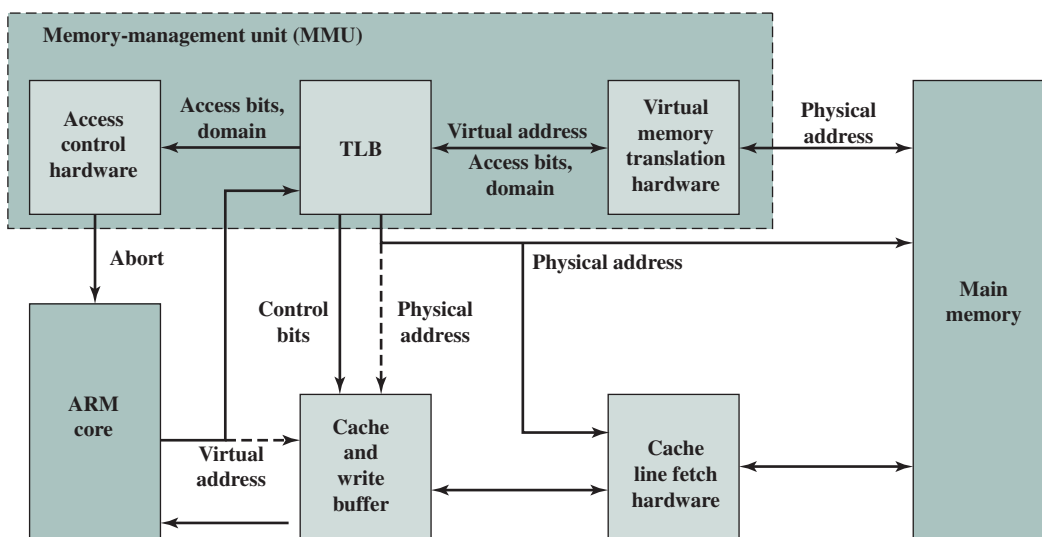 Memory-management unit (MMU)
Access
control
hardware
Access bits,
domain
TLB
Virtual address
Access bits,
domain
Virtual
memory
translation
hardware
Physical
address
Abort
Control
bits
Physical
address
Physical address
Main
memory
ARM
core
Virtual
address
Cache
and
write
buffer
Cache
line fetch
hardware